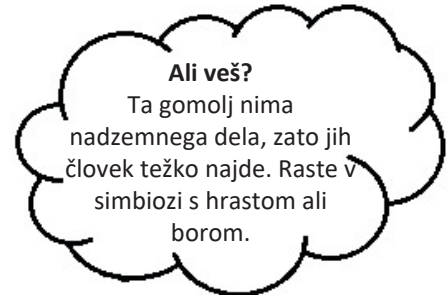 Ali veš?
Ta gomolj nima
nadzemnega dela, zato jih
človek težko najde. Raste v
simbiozi s hrastom ali
borom.